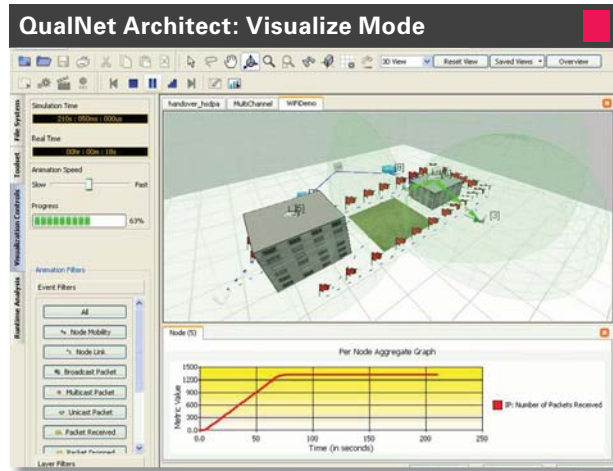 QualNet Architect: Visualize Mode
3D View
Reset View
Saved Views
Overview
File System
Toolset
Visualization Controls
Runtime Analysis
Simulation Time
210s : 050ms : 000us
Real Time
00hr : 00m : 18s
Animation Speed
Slow
Fast
Progress
63%
Animation Filters
Event Filters
All
Node Mobility
Node Link
Broadcast Packet
Multicast Packet
Unicast Packet
Packet Received
Packet Dropped
Layer Filters
handover_hsdpa
MultiChannel
WiFiDemo
[3]
Node (5)
Per Node Aggregate Graph
Metric Value
1500
1200
900
600
300
0.0
0.0 50 100 150 200 250
Time (in seconds)
IP: Number of Packets Received